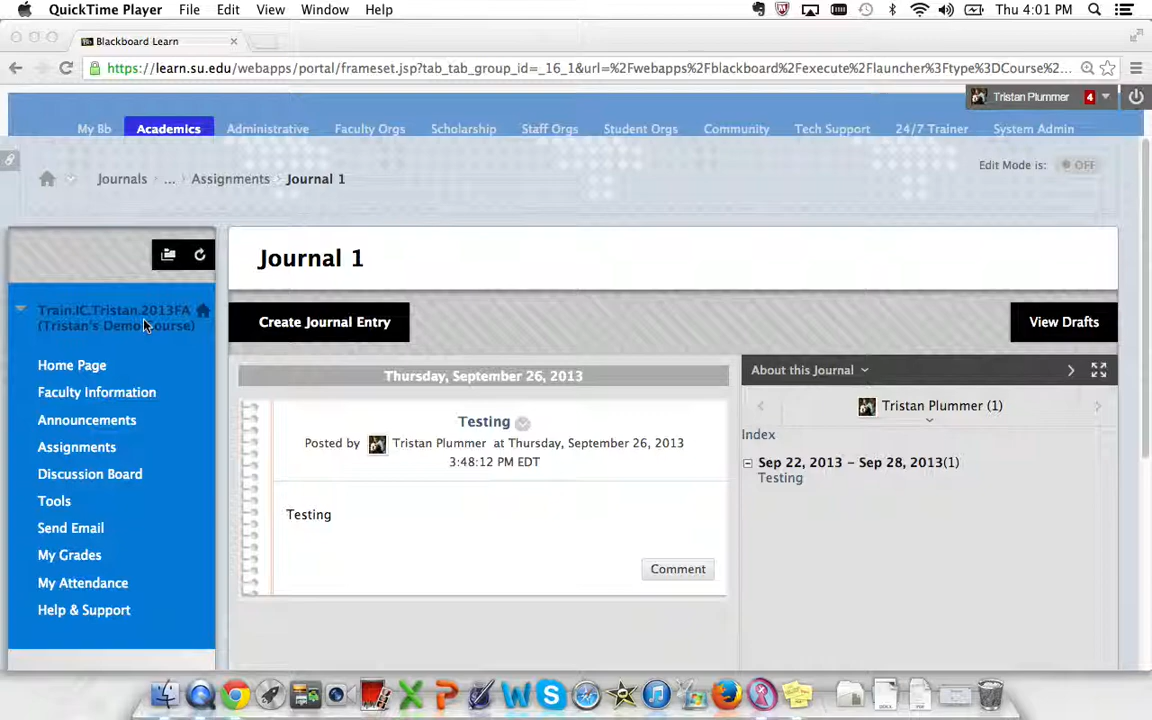 QuickTime Player File Edit View Window Help Thu 4:01 PM
Blackboard Learn
https://learn.su.edu/webapps/portal/frameset.jsp?tab_tab_group_id=_16_1&url=%2Fwebapps%2Fblackboard%2Fexecute%2Flauncher%3Ftype%3DCourse%2...
Tristan Plummer 4
My Bb Academics Administrative Faculty Orgs Scholarship Staff Orgs Student Orgs Community Tech Support 24/7 Trainer System Admin
Journals ... Assignments Journal 1 Edit Mode is: OFF
Journal 1
Train.IC.Tristan.2013FA
(Tristan's Demo Course)
Home Page
Faculty Information
Announcements
Assignments
Discussion Board
Tools
Send Email
My Grades
My Attendance
Help & Support
Create Journal Entry View Drafts
Thursday, September 26, 2013
Testing
Posted by Tristan Plummer at Thursday, September 26, 2013
3:48:12 PM EDT
Testing
Comment
About this Journal
Tristan Plummer (1)
Index
Sep 22, 2013 – Sep 28, 2013(1)
Testing